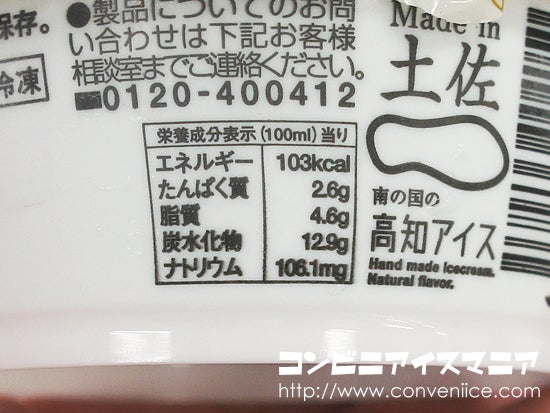 保存。
冷凍
●製品についてのお問
い合わせは下記お客様
相談室までご連絡ください。
0120-400412
栄養成分表示(100ml)当り
エネルギー 103kcal
たんぱく質 2.6g
脂質 4.6g
炭水化物 12.9g
ナトリウム 106.1mg
Made in
土佐
南の国の
高知アイス
Hand made Icecream.
Natural flavor.
コンビニアイスマニア
http://www.conveniice.com/